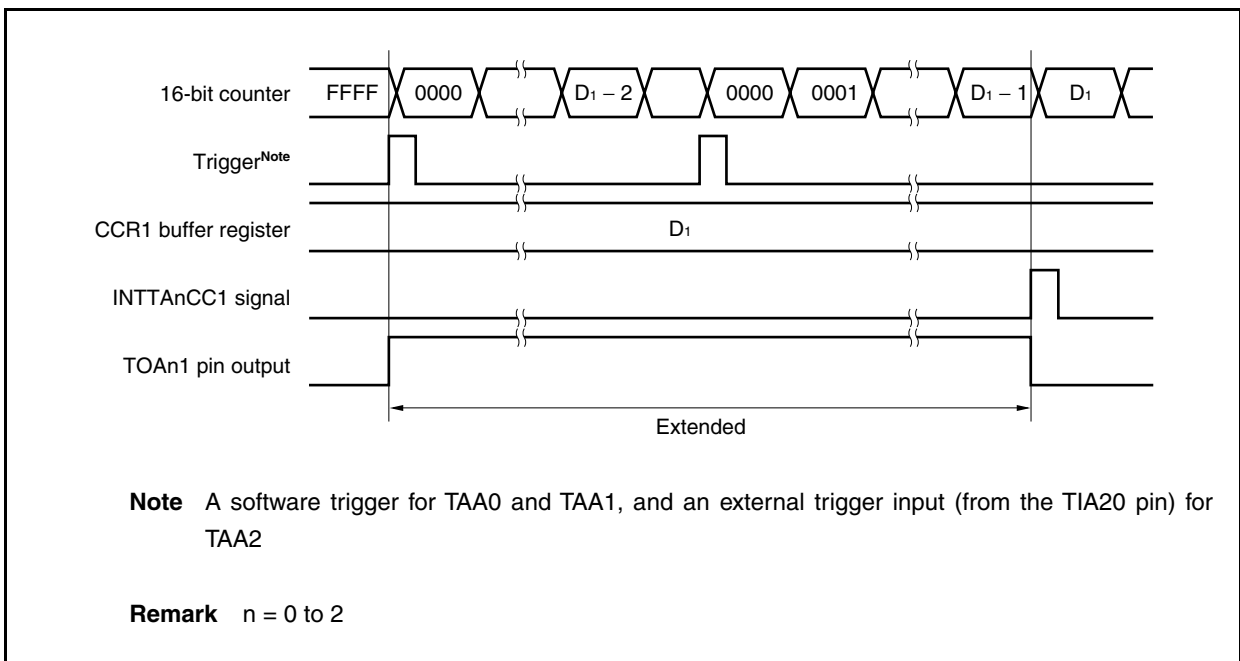 16-bit counter FFFF 0000 D1 – 2 0000 0001 D1 – 1 D1
TriggerNote
CCR1 buffer register D1
INTTAnCC1 signal
TOAn1 pin output
Extended
Note A software trigger for TAA0 and TAA1, and an external trigger input (from the TIA20 pin) for
TAA2
Remark n = 0 to 2